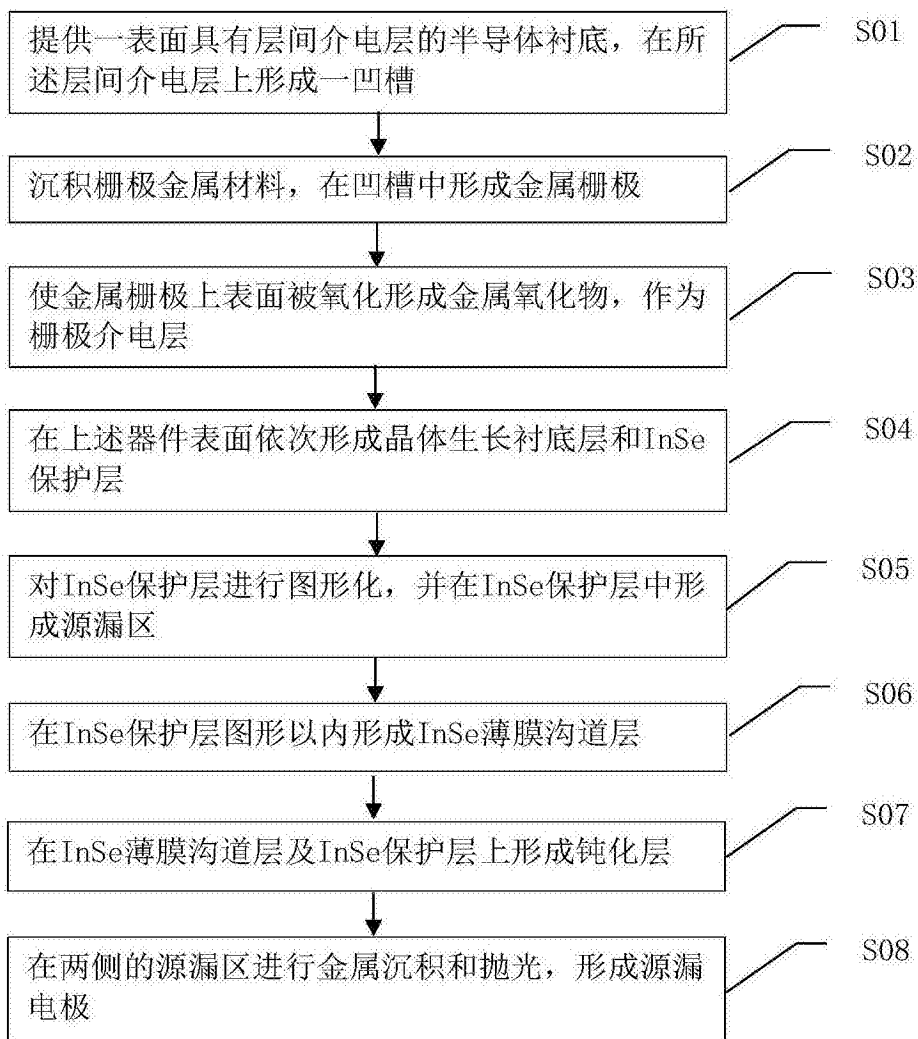 提供一表面具有层间介电层的半导体衬底，在所
述层间介电层上形成一凹槽
S01
沉积栅极金属材料，在凹槽中形成金属栅极
S02
使金属栅极上表面被氧化形成金属氧化物，作为
栅极介电层
S03
在上述器件表面依次形成晶体生长衬底层和InSe
保护层
S04
对InSe保护层进行图形化，并在InSe保护层中形
成源漏区
S05
在InSe保护层图形以内形成InSe薄膜沟道层
S06
在InSe薄膜沟道层及InSe保护层上形成钝化层
S07
在两侧的源漏区进行金属沉积和抛光，形成源漏
电极
S08